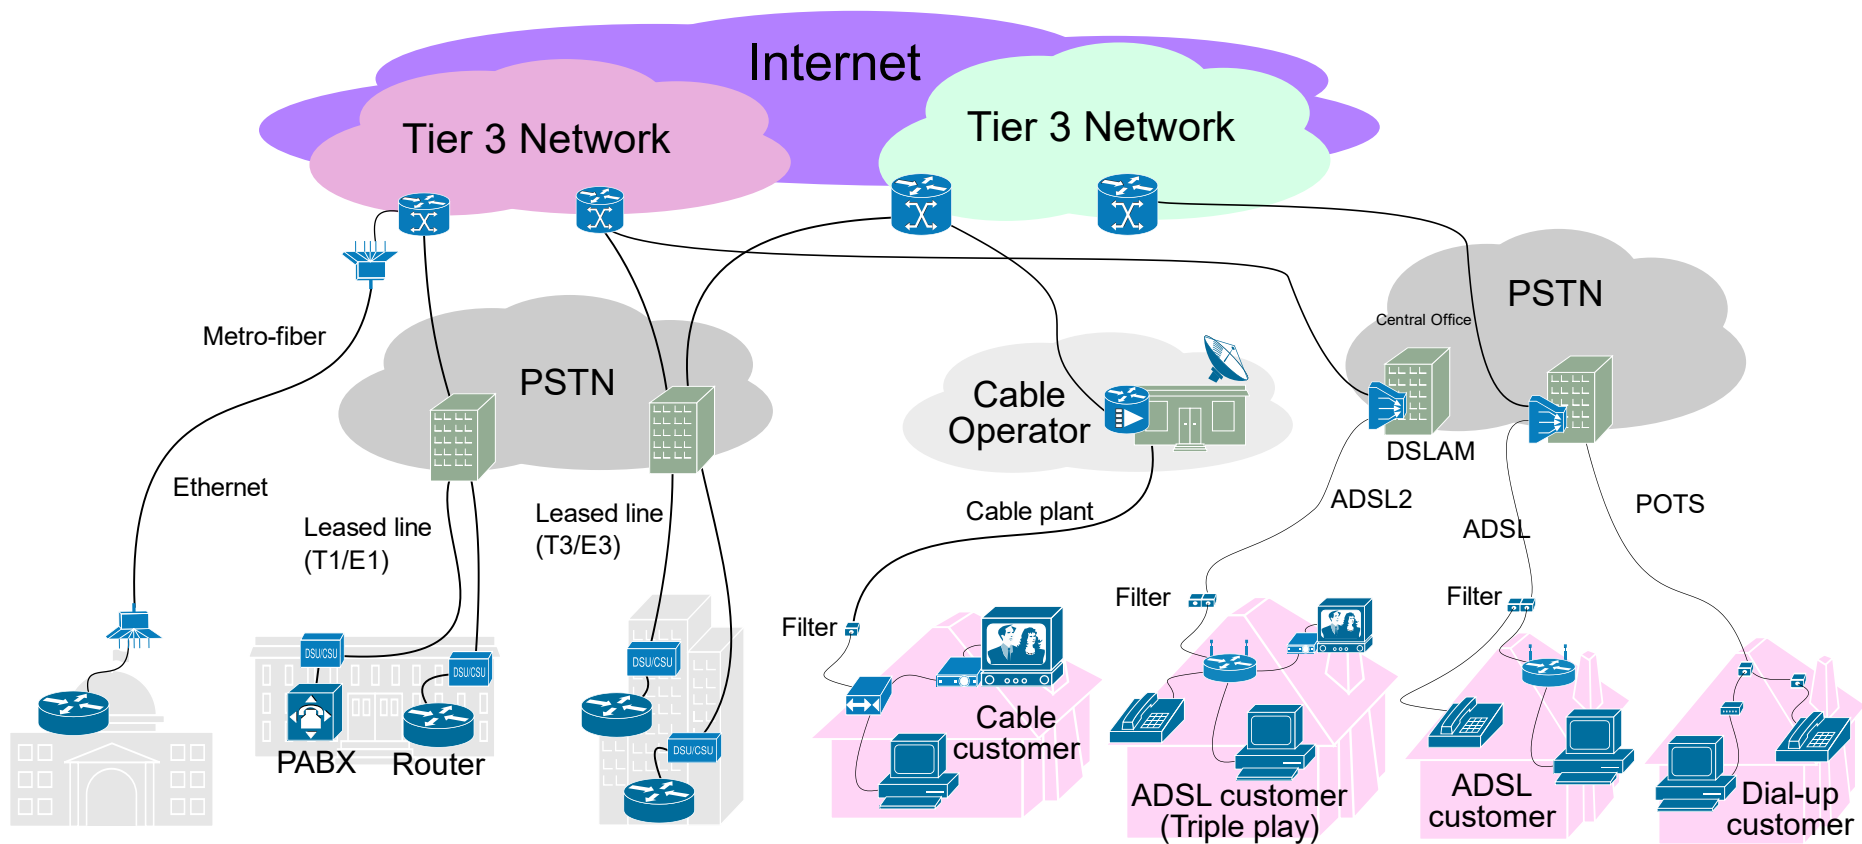 Internet
Tier 3 Network
Tier 3 Network
PSTN
Central Office
Metro-fiber
PSTN
Cable
Operator
DSLAM
Ethernet
Leased line
(T1/E1)
Leased line
(T3/E3)
Cable plant
ADSL2
ADSL
POTS
Filter
Filter
Filter
DSU/CSU
DSU/CSU
DSU/CSU
DSU/CSU
PABX
Router
Cable
customer
ADSL customer
(Triple play)
ADSL
customer
Dial-up
customer